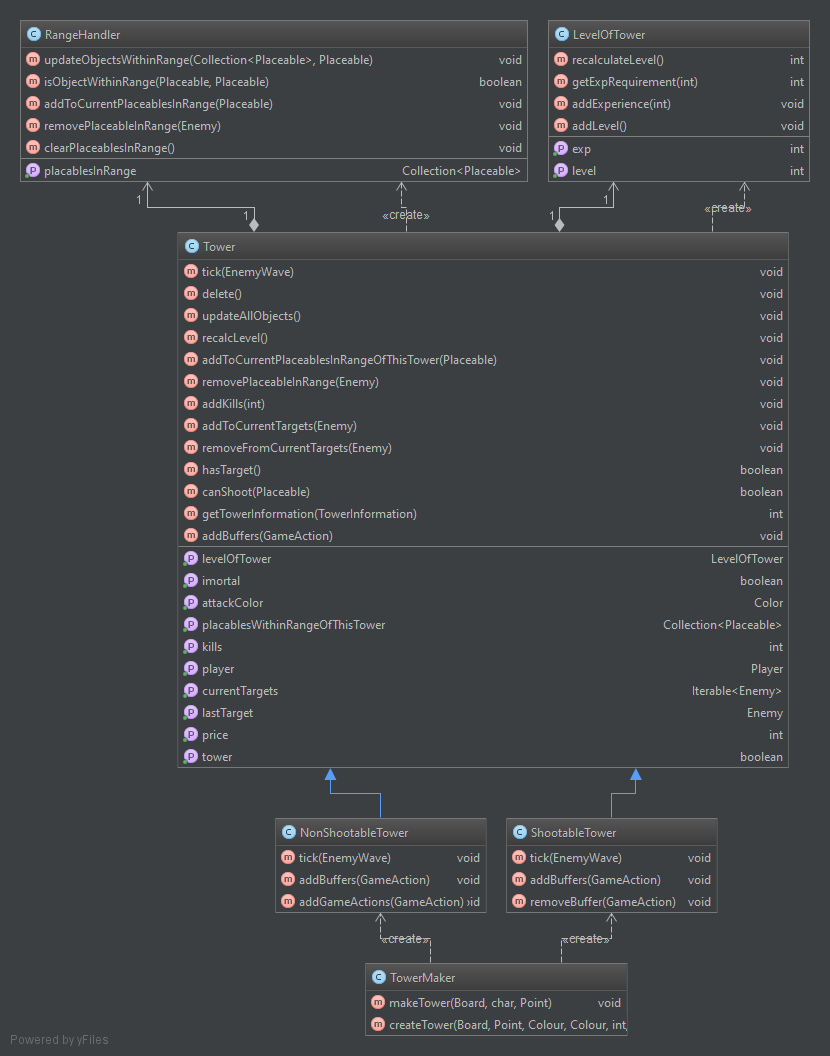 RangeHandler
updateObjectsWithinRange(Collection<Placeable>, Placeable) void
isObjectWithinRange(Placeable, Placeable) boolean
addToCurrentPlaceablesInRange(Placeable) void
removePlaceableInRange(Enemy) void
clearPlaceablesInRange() void
placablesInRange Collection<Placeable>
LevelOfTower
recalculateLevel() int
getExpRequirement(int) int
addExperience(int) void
addLevel() void
exp int
level int
1
1
«create»
1
1
«create»
Tower
tick(EnemyWave) void
delete() void
updateAllObjects() void
recalcLevel() void
addToCurrentPlaceablesInRangeOfThisTower(Placeable) void
removePlaceableInRange(Enemy) void
addKills(int) void
addToCurrentTargets(Enemy) void
removeFromCurrentTargets(Enemy) void
hasTarget() boolean
canShoot(Placeable) boolean
getTowerInformation(TowerInformation) int
addBuffers(GameAction) void
levelOfTower LevelOfTower
imortal boolean
attackColor Color
placablesWithinRangeOfThisTower Collection<Placeable>
kills int
player Player
currentTargets Iterable<Enemy>
lastTarget Enemy
price int
tower boolean
NonShootableTower
tick(EnemyWave) void
addBuffers(GameAction) void
addGameActions(GameAction)
ShootableTower
tick(EnemyWave) void
addBuffers(GameAction) void
removeBuffer(GameAction) void
«create»
«create»
TowerMaker
makeTower(Board, char, Point) void
createTower(Board, Point, Colour, Colour, int,
Powered by yFiles